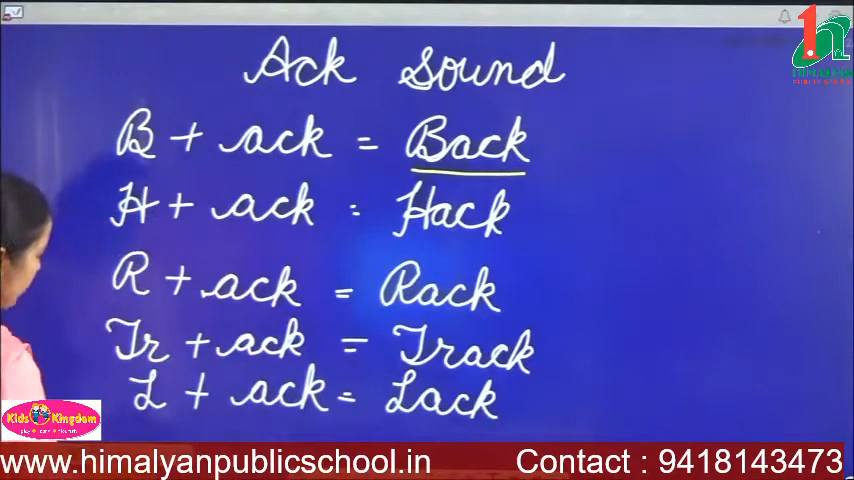 Ack Sound
B + ack = Back
H + ack = Hack
R + ack = Rack
Tr + ack = Track
L + ack = Lack
Kids Kingdom
www.himalyanpublicschool.in Contact : 9418143473